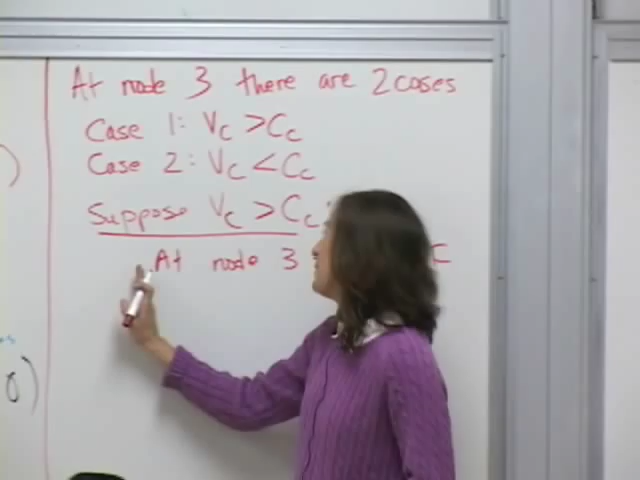 At node 3 there are 2 cases
Case 1: Vc > Cc
Case 2: Vc < Cc
Suppose Vc > Cc:
At node 3 C
)
0)